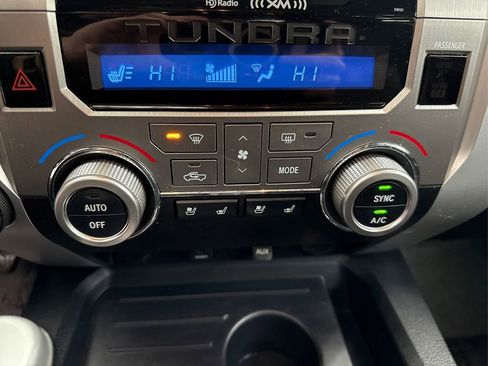 HD Radio ((XM))
TUNDRA
PASSENGER
HI HI
MODE
AUTO
OFF
SYNC
A/C
AUX